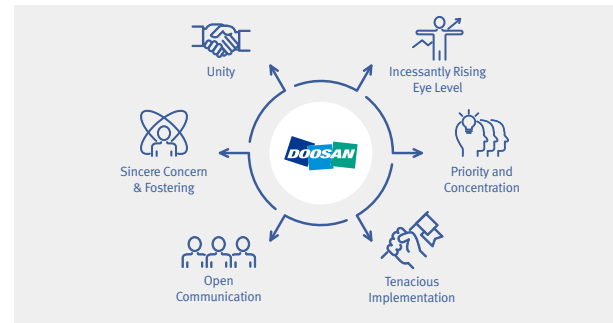 Unity
Incessantly Rising
Eye Level
Sincere Concern
& Fostering
DOOSAN
Priority and
Concentration
Open
Communication
Tenacious
Implementation